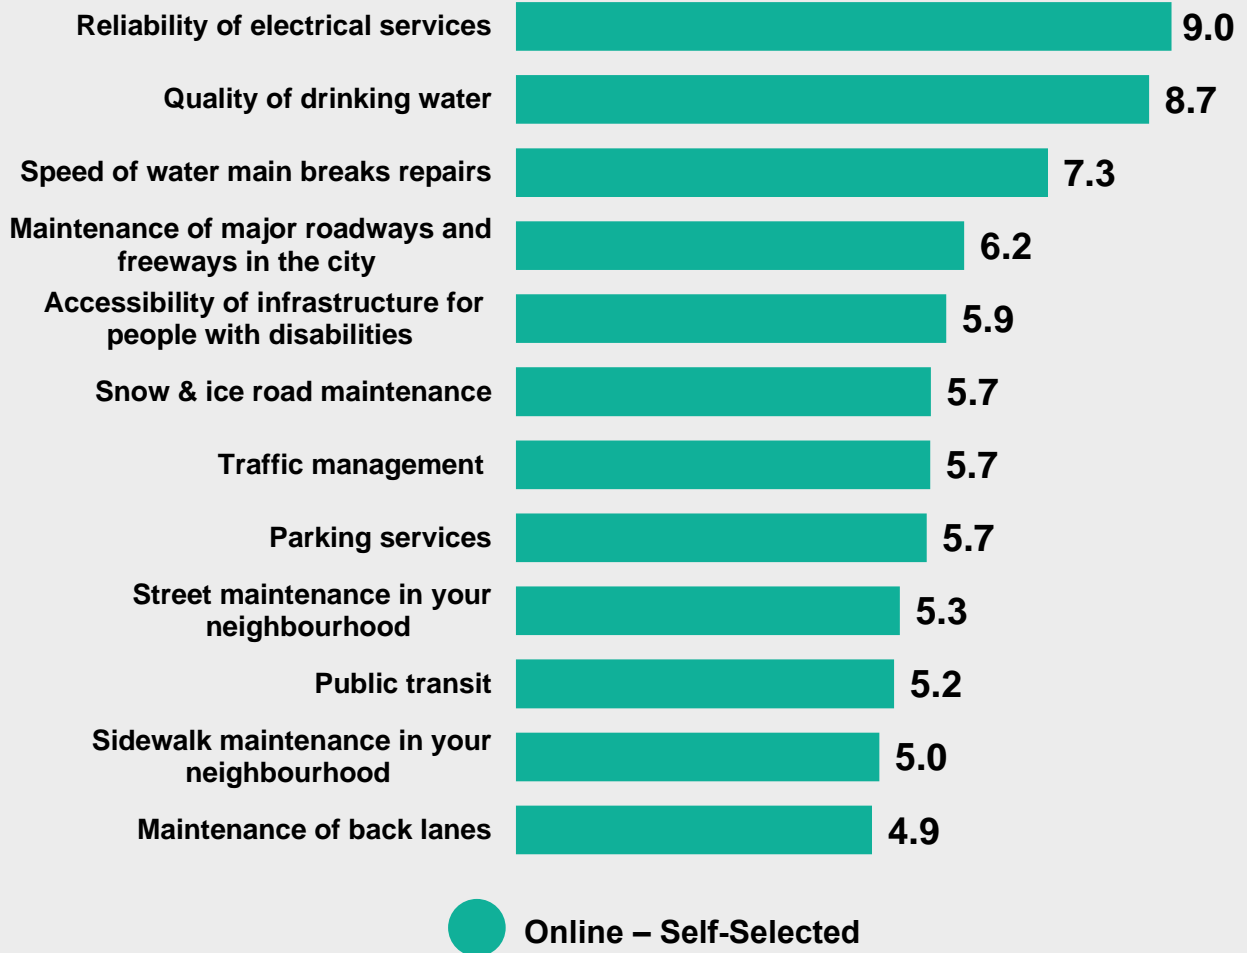 Reliability of electrical services
9.0
Quality of drinking water
8.7
Speed of water main breaks repairs
7.3
Maintenance of major roadways and
freeways in the city
6.2
Accessibility of infrastructure for
people with disabilities
5.9
Snow & ice road maintenance
5.7
Traffic management
5.7
Parking services
5.7
Street maintenance in your
neighbourhood
5.3
Public transit
5.2
Sidewalk maintenance in your
neighbourhood
5.0
Maintenance of back lanes
4.9
Online – Self-Selected